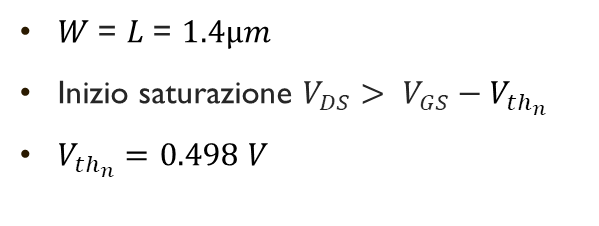 • W = L = 1.4μm
• Inizio saturazione V_DS > V_GS − V_th_n
• V_th_n = 0.498 V